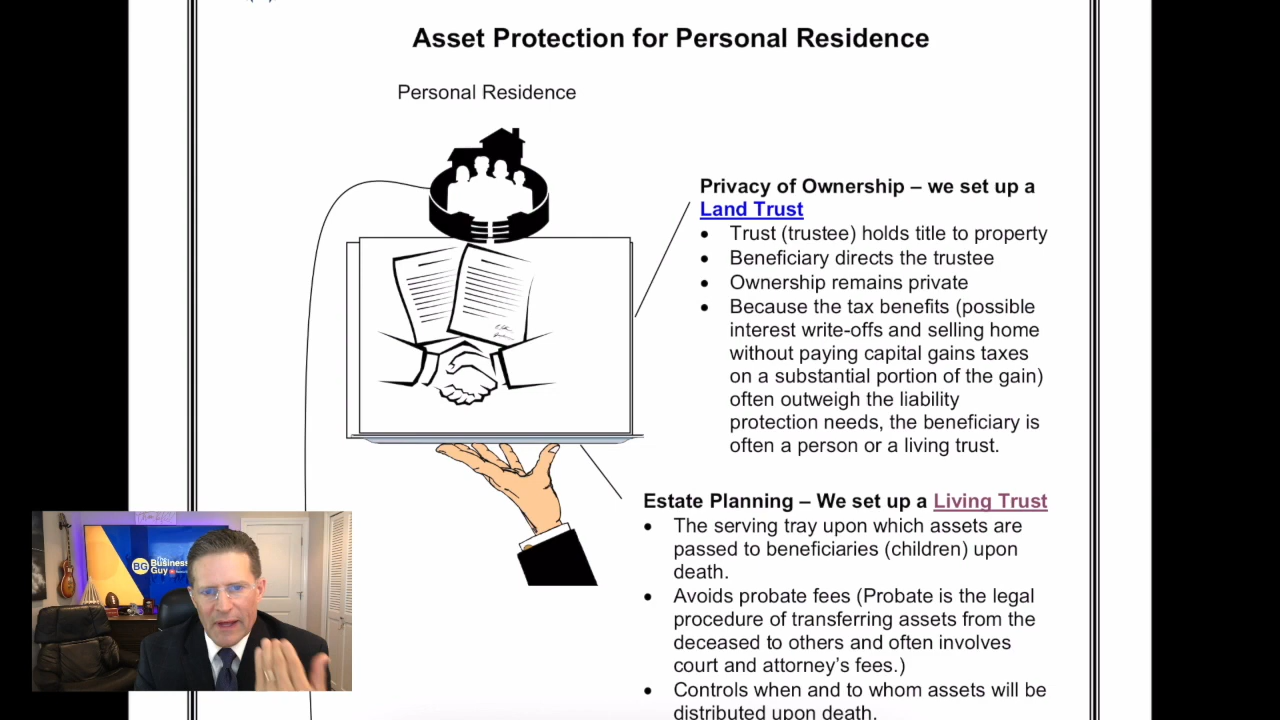 Asset Protection for Personal Residence
Personal Residence
Privacy of Ownership – we set up a
Land Trust
• Trust (trustee) holds title to property
• Beneficiary directs the trustee
• Ownership remains private
• Because the tax benefits (possible
interest write-offs and selling home
without paying capital gains taxes
on a substantial portion of the gain)
often outweigh the liability
protection needs, the beneficiary is
often a person or a living trust.
Estate Planning – We set up a Living Trust
• The serving tray upon which assets are
passed to beneficiaries (children) upon
death.
• Avoids probate fees (Probate is the legal
procedure of transferring assets from the
deceased to others and often involves
court and attorney's fees.)
• Controls when and to whom assets will be
distributed upon death.
BG
Business
Guy